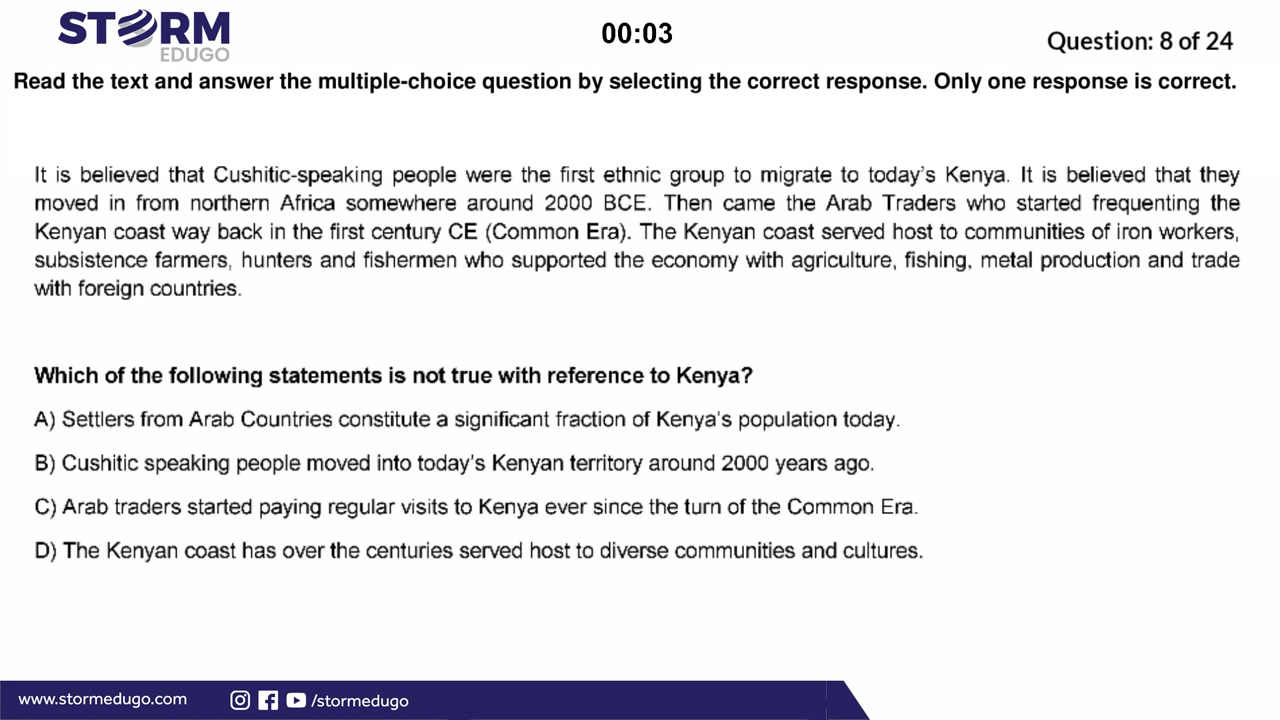 STORM
EDUGO
00:03
Question: 8 of 24
Read the text and answer the multiple-choice question by selecting the correct response. Only one response is correct.
It is believed that Cushitic-speaking people were the first ethnic group to migrate to today's Kenya. It is believed that they
moved in from northern Africa somewhere around 2000 BCE. Then came the Arab Traders who started frequenting the
Kenyan coast way back in the first century CE (Common Era). The Kenyan coast served host to communities of iron workers,
subsistence farmers, hunters and fishermen who supported the economy with agriculture, fishing, metal production and trade
with foreign countries.
Which of the following statements is not true with reference to Kenya?
A) Settlers from Arab Countries constitute a significant fraction of Kenya's population today.
B) Cushitic speaking people moved into today's Kenyan territory around 2000 years ago.
C) Arab traders started paying regular visits to Kenya ever since the turn of the Common Era.
D) The Kenyan coast has over the centuries served host to diverse communities and cultures.
www.stormedugo.com /stormedugo